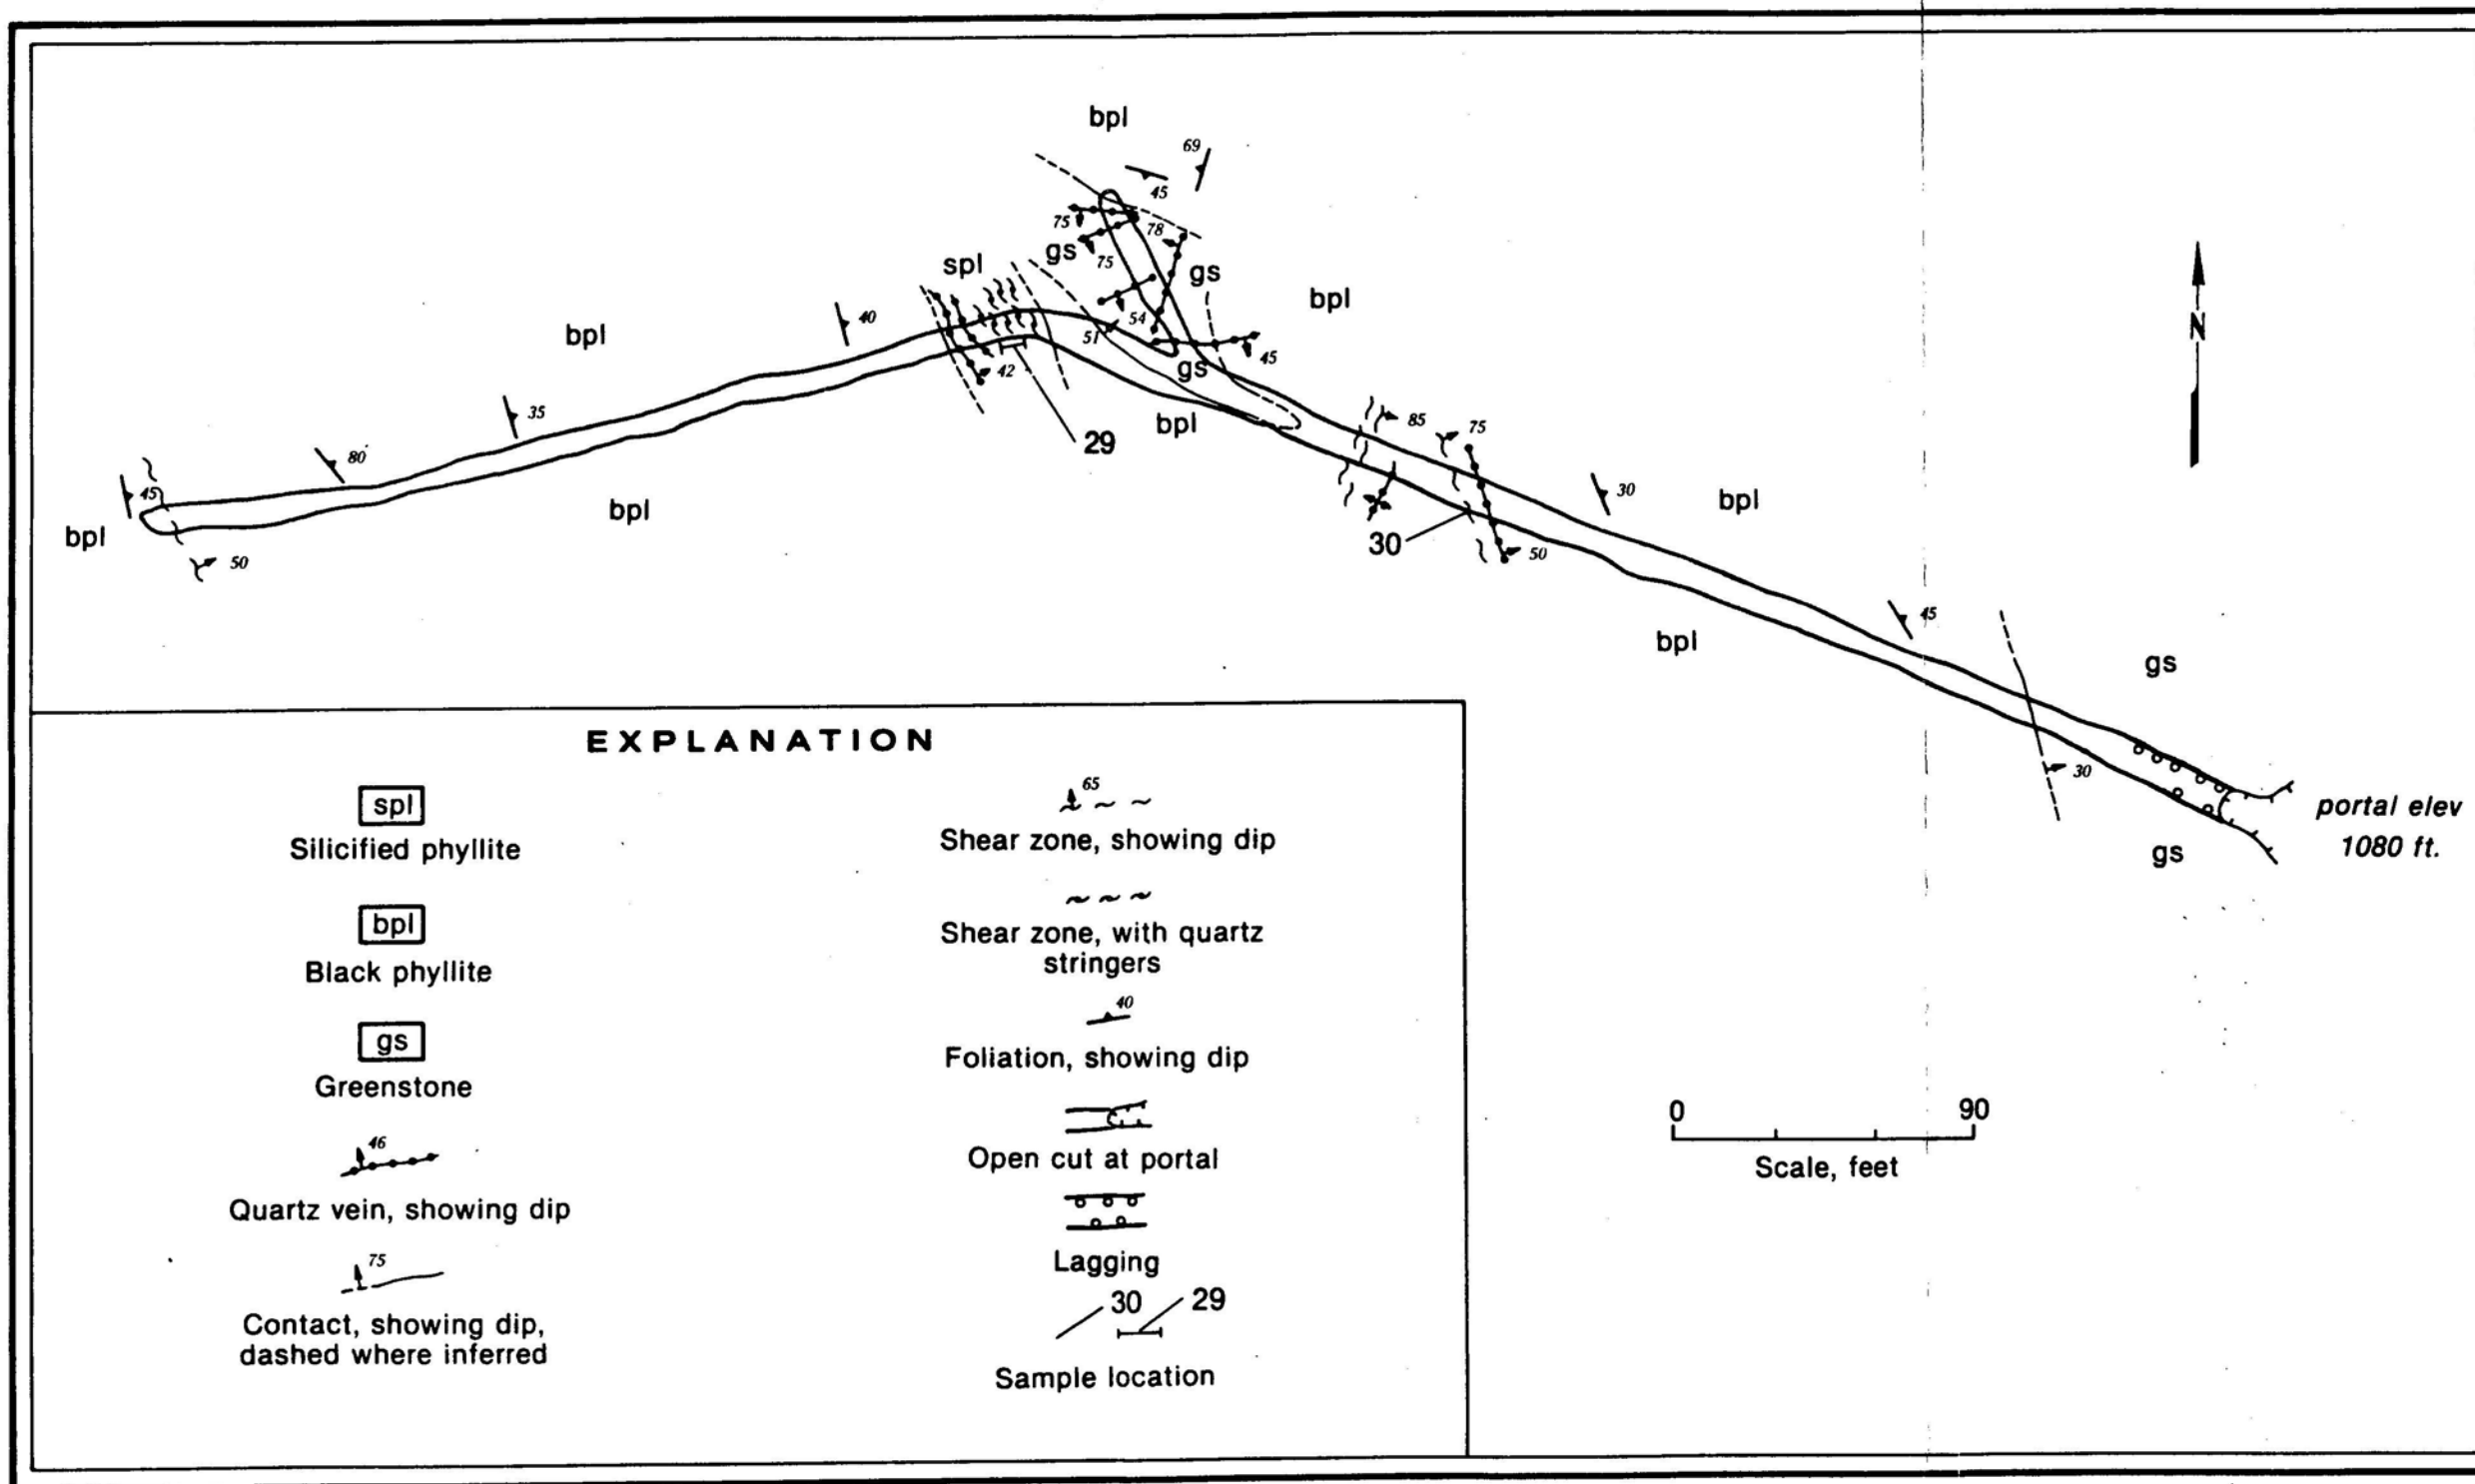 bpl
69
45
75
78
gs
75
spl
gs
bpl
54
51
40
bpl
45
gs
42
35
bpl
85
75
29
80
45
30
bpl
bpl
bpl
30
50
50
N
45
bpl
gs
30
portal elev
1080 ft.
gs
EXPLANATION
spl
Silicified phyllite
bpl
Black phyllite
gs
Greenstone
46
Quartz vein, showing dip
75
Contact, showing dip,
dashed where inferred
65
Shear zone, showing dip
Shear zone, with quartz
stringers
40
Foliation, showing dip
Open cut at portal
Lagging
30
29
Sample location
0
90
Scale, feet